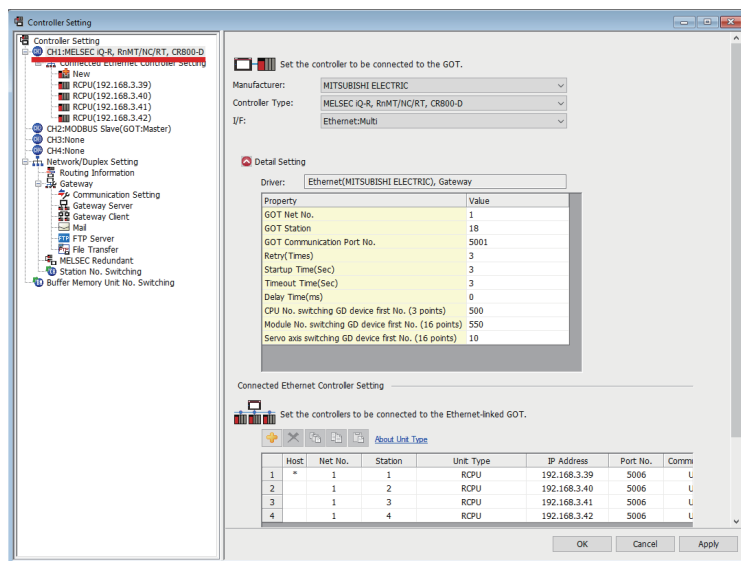 Controller Setting
Controller Setting
CH1:MELSEC iQ-R, RnMT/NC/RT, CR800-D
Connected Ethernet Controller Setting
New
RCPU(192.168.3.39)
RCPU(192.168.3.40)
RCPU(192.168.3.41)
RCPU(192.168.3.42)
CH2:MODBUS Slave(GOT:Master)
CH3:None
CH4:None
Network/Duplex Setting
Routing Information
Gateway
Communication Setting
Gateway Server
Gateway Client
Mail
FTP Server
File Transfer
MELSEC Redundant
Station No. Switching
Buffer Memory Unit No. Switching
Set the controller to be connected to the GOT.
Manufacturer: MITSUBISHI ELECTRIC
Controller Type: MELSEC iQ-R, RnMT/NC/RT, CR800-D
I/F: Ethernet:Multi
Detail Setting
Driver: Ethernet(MITSUBISHI ELECTRIC), Gateway
Property Value
GOT Net No. 1
GOT Station 18
GOT Communication Port No. 5001
Retry(Times) 3
Startup Time(Sec) 3
Timeout Time(Sec) 3
Delay Time(ms) 0
CPU No. switching GD device first No. (3 points) 500
Module No. switching GD device first No. (16 points) 550
Servo axis switching GD device first No. (16 points) 10
Connected Ethernet Controller Setting
Set the controllers to be connected to the Ethernet-linked GOT.
About Unit Type
Host Net No. Station Unit Type IP Address Port No. Commu
1 * 1 1 RCPU 192.168.3.39 5006 U
2 1 2 RCPU 192.168.3.40 5006 U
3 1 3 RCPU 192.168.3.41 5006 U
4 1 4 RCPU 192.168.3.42 5006 U
OK Cancel Apply